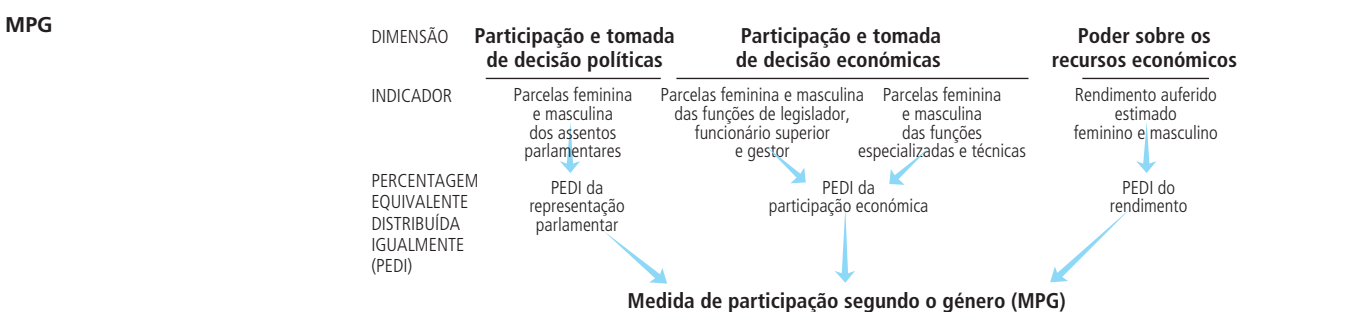 MPG
DIMENSÃO
Participação e tomada
de decisão políticas
Participação e tomada
de decisão económicas
Poder sobre os
recursos económicos
INDICADOR
Parcelas feminina
e masculina
dos assentos
parlamentares
Parcelas feminina e masculina
das funções de legislador,
funcionário superior
e gestor
Parcelas feminina
e masculina
das funções
especializadas e técnicas
Rendimento auferido
estimado
feminino e masculino
PERCENTAGEM
EQUIVALENTE
DISTRIBUÍDA
IGUALMENTE
(PEDI)
PEDI da
representação
parlamentar
PEDI da
participação económica
PEDI do
rendimento
Medida de participação segundo o género (MPG)